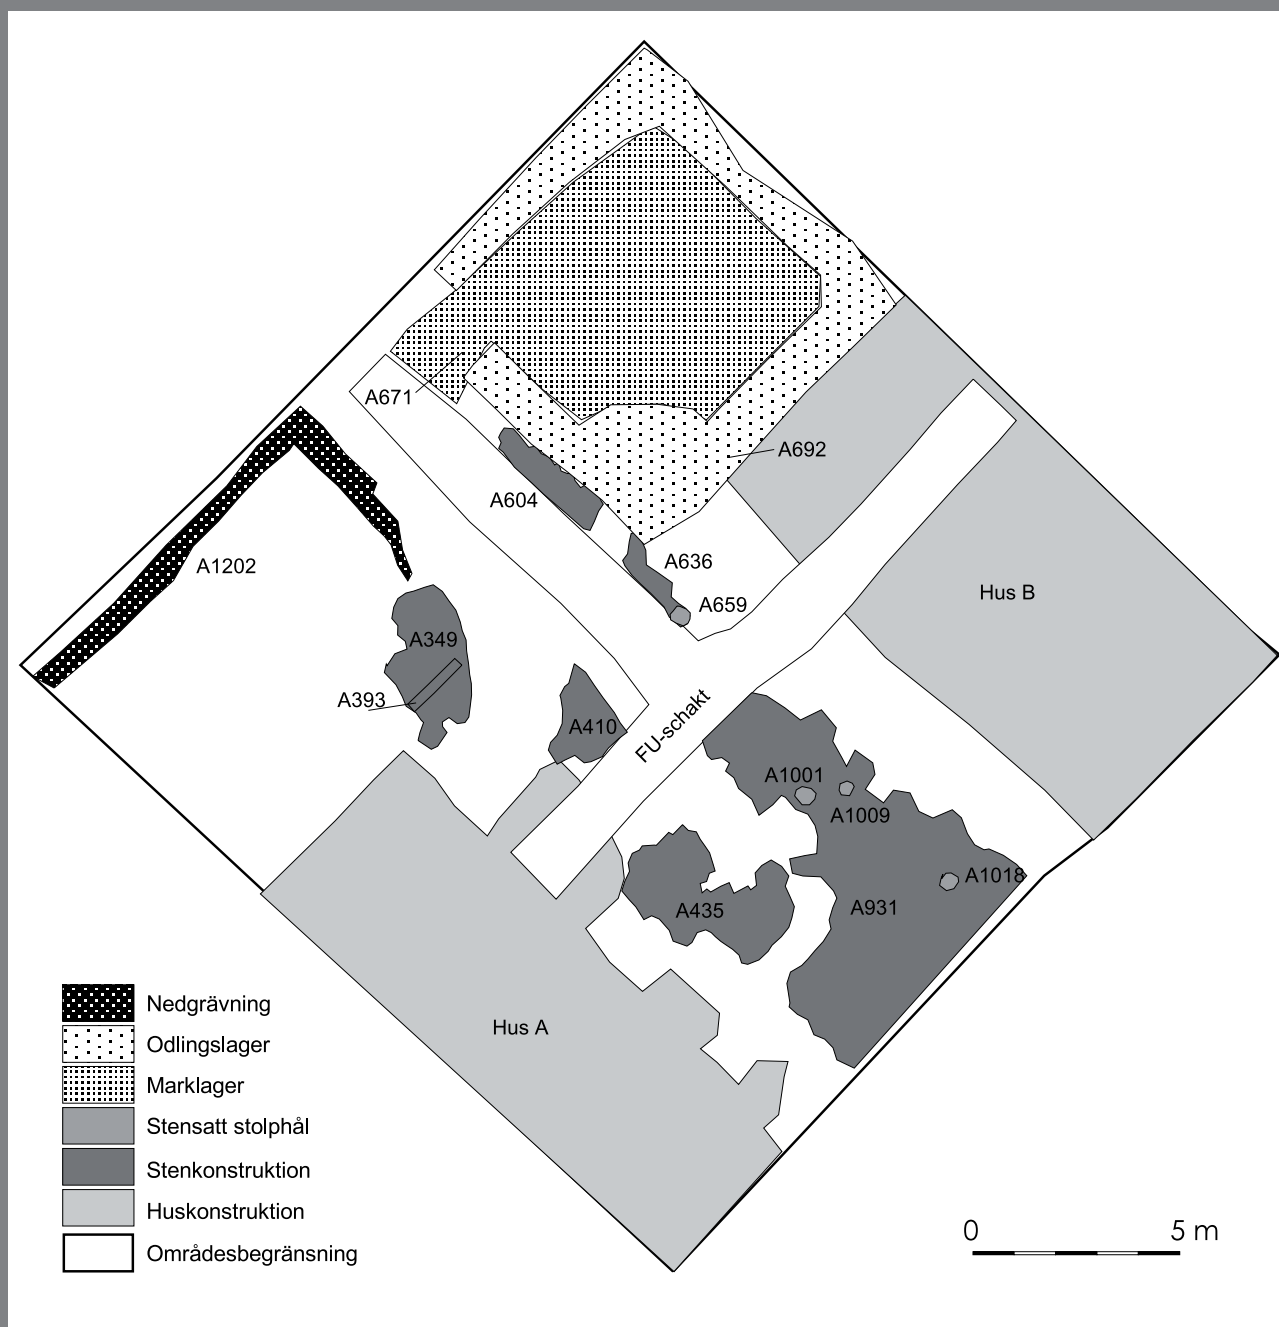 A671
A692
A604
A636
A1202
A659
Hus B
A349
A393
A410
FU-schakt
A1001
A1009
A1018
A435
A931
Hus A
Nedgrävning
Odlingslager
Marklager
Stensatt stolphål
Stenkonstruktion
Huskonstruktion
Områdesbegränsning
0 5 m